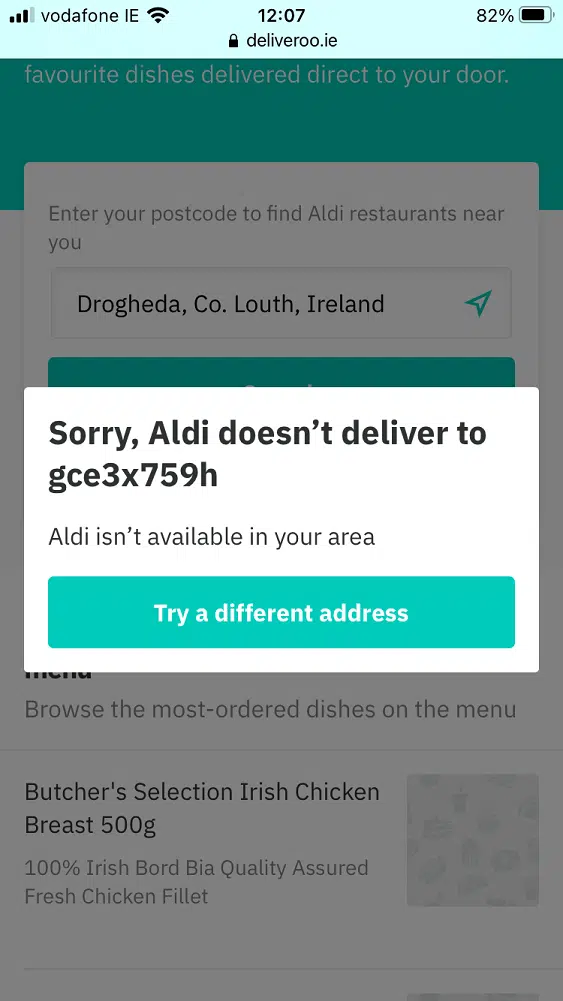 vodafone IE 12:07 82%
deliveroo.ie
favourite dishes delivered direct to your door.
Enter your postcode to find Aldi restaurants near
you
Drogheda, Co. Louth, Ireland
Sorry, Aldi doesn’t deliver to
gce3x759h
Aldi isn’t available in your area
Try a different address
menu
Browse the most-ordered dishes on the menu
Butcher's Selection Irish Chicken
Breast 500g
100% Irish Bord Bia Quality Assured
Fresh Chicken Fillet